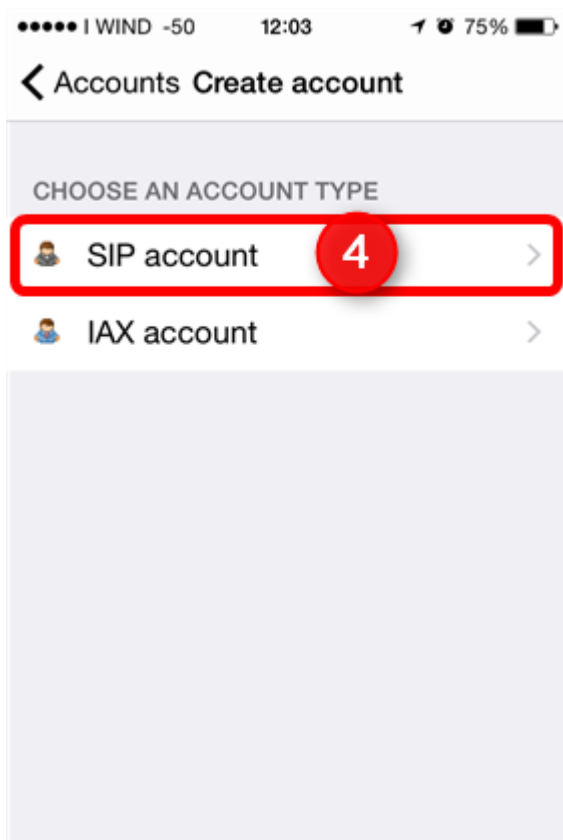 I WIND -50 12:03 75%
Accounts Create account
CHOOSE AN ACCOUNT TYPE
SIP account 4
IAX account